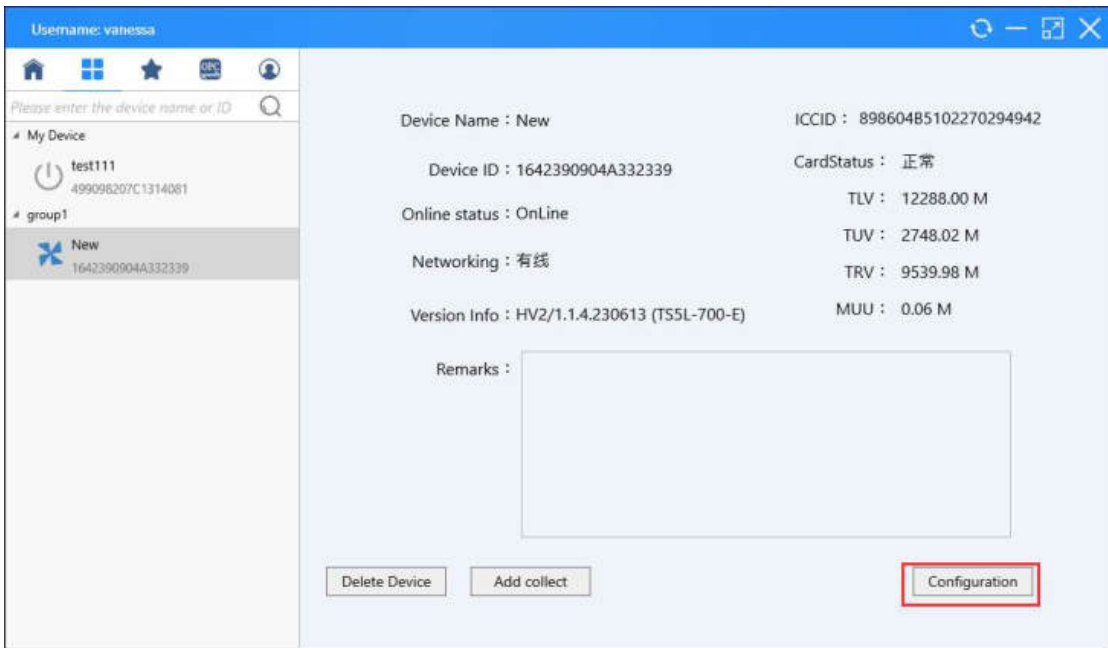 Username: vanessa
OPC
Please enter the device name or ID
My Device
test111
499098207C1314081
group1
New
1642390904A332339
Device Name：New
Device ID：1642390904A332339
Online status：OnLine
Networking：有线
Version Info：HV2/1.1.4.230613 (TS5L-700-E)
Remarks：
ICCID： 898604B5102270294942
CardStatus： 正常
TLV： 12288.00 M
TUV： 2748.02 M
TRV： 9539.98 M
MUU： 0.06 M
Delete Device
Add collect
Configuration